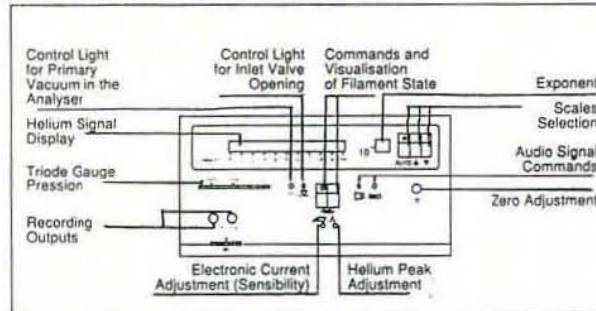 Control Light
for Primary
Vacuum in the
Analyser
Control Light
for Inlet Valve
Opening
Commands and
Visualisation
of Filament State
Exponent
Scales
Selection
Helium Signal
Display
10
AUTO
Audio Signal
Commands
Triode Gauge
Pression
Zero Adjustment
Recording
Outputs
Electronic Current
Adjustment (Sensibility)
Helium Peak
Adjustment